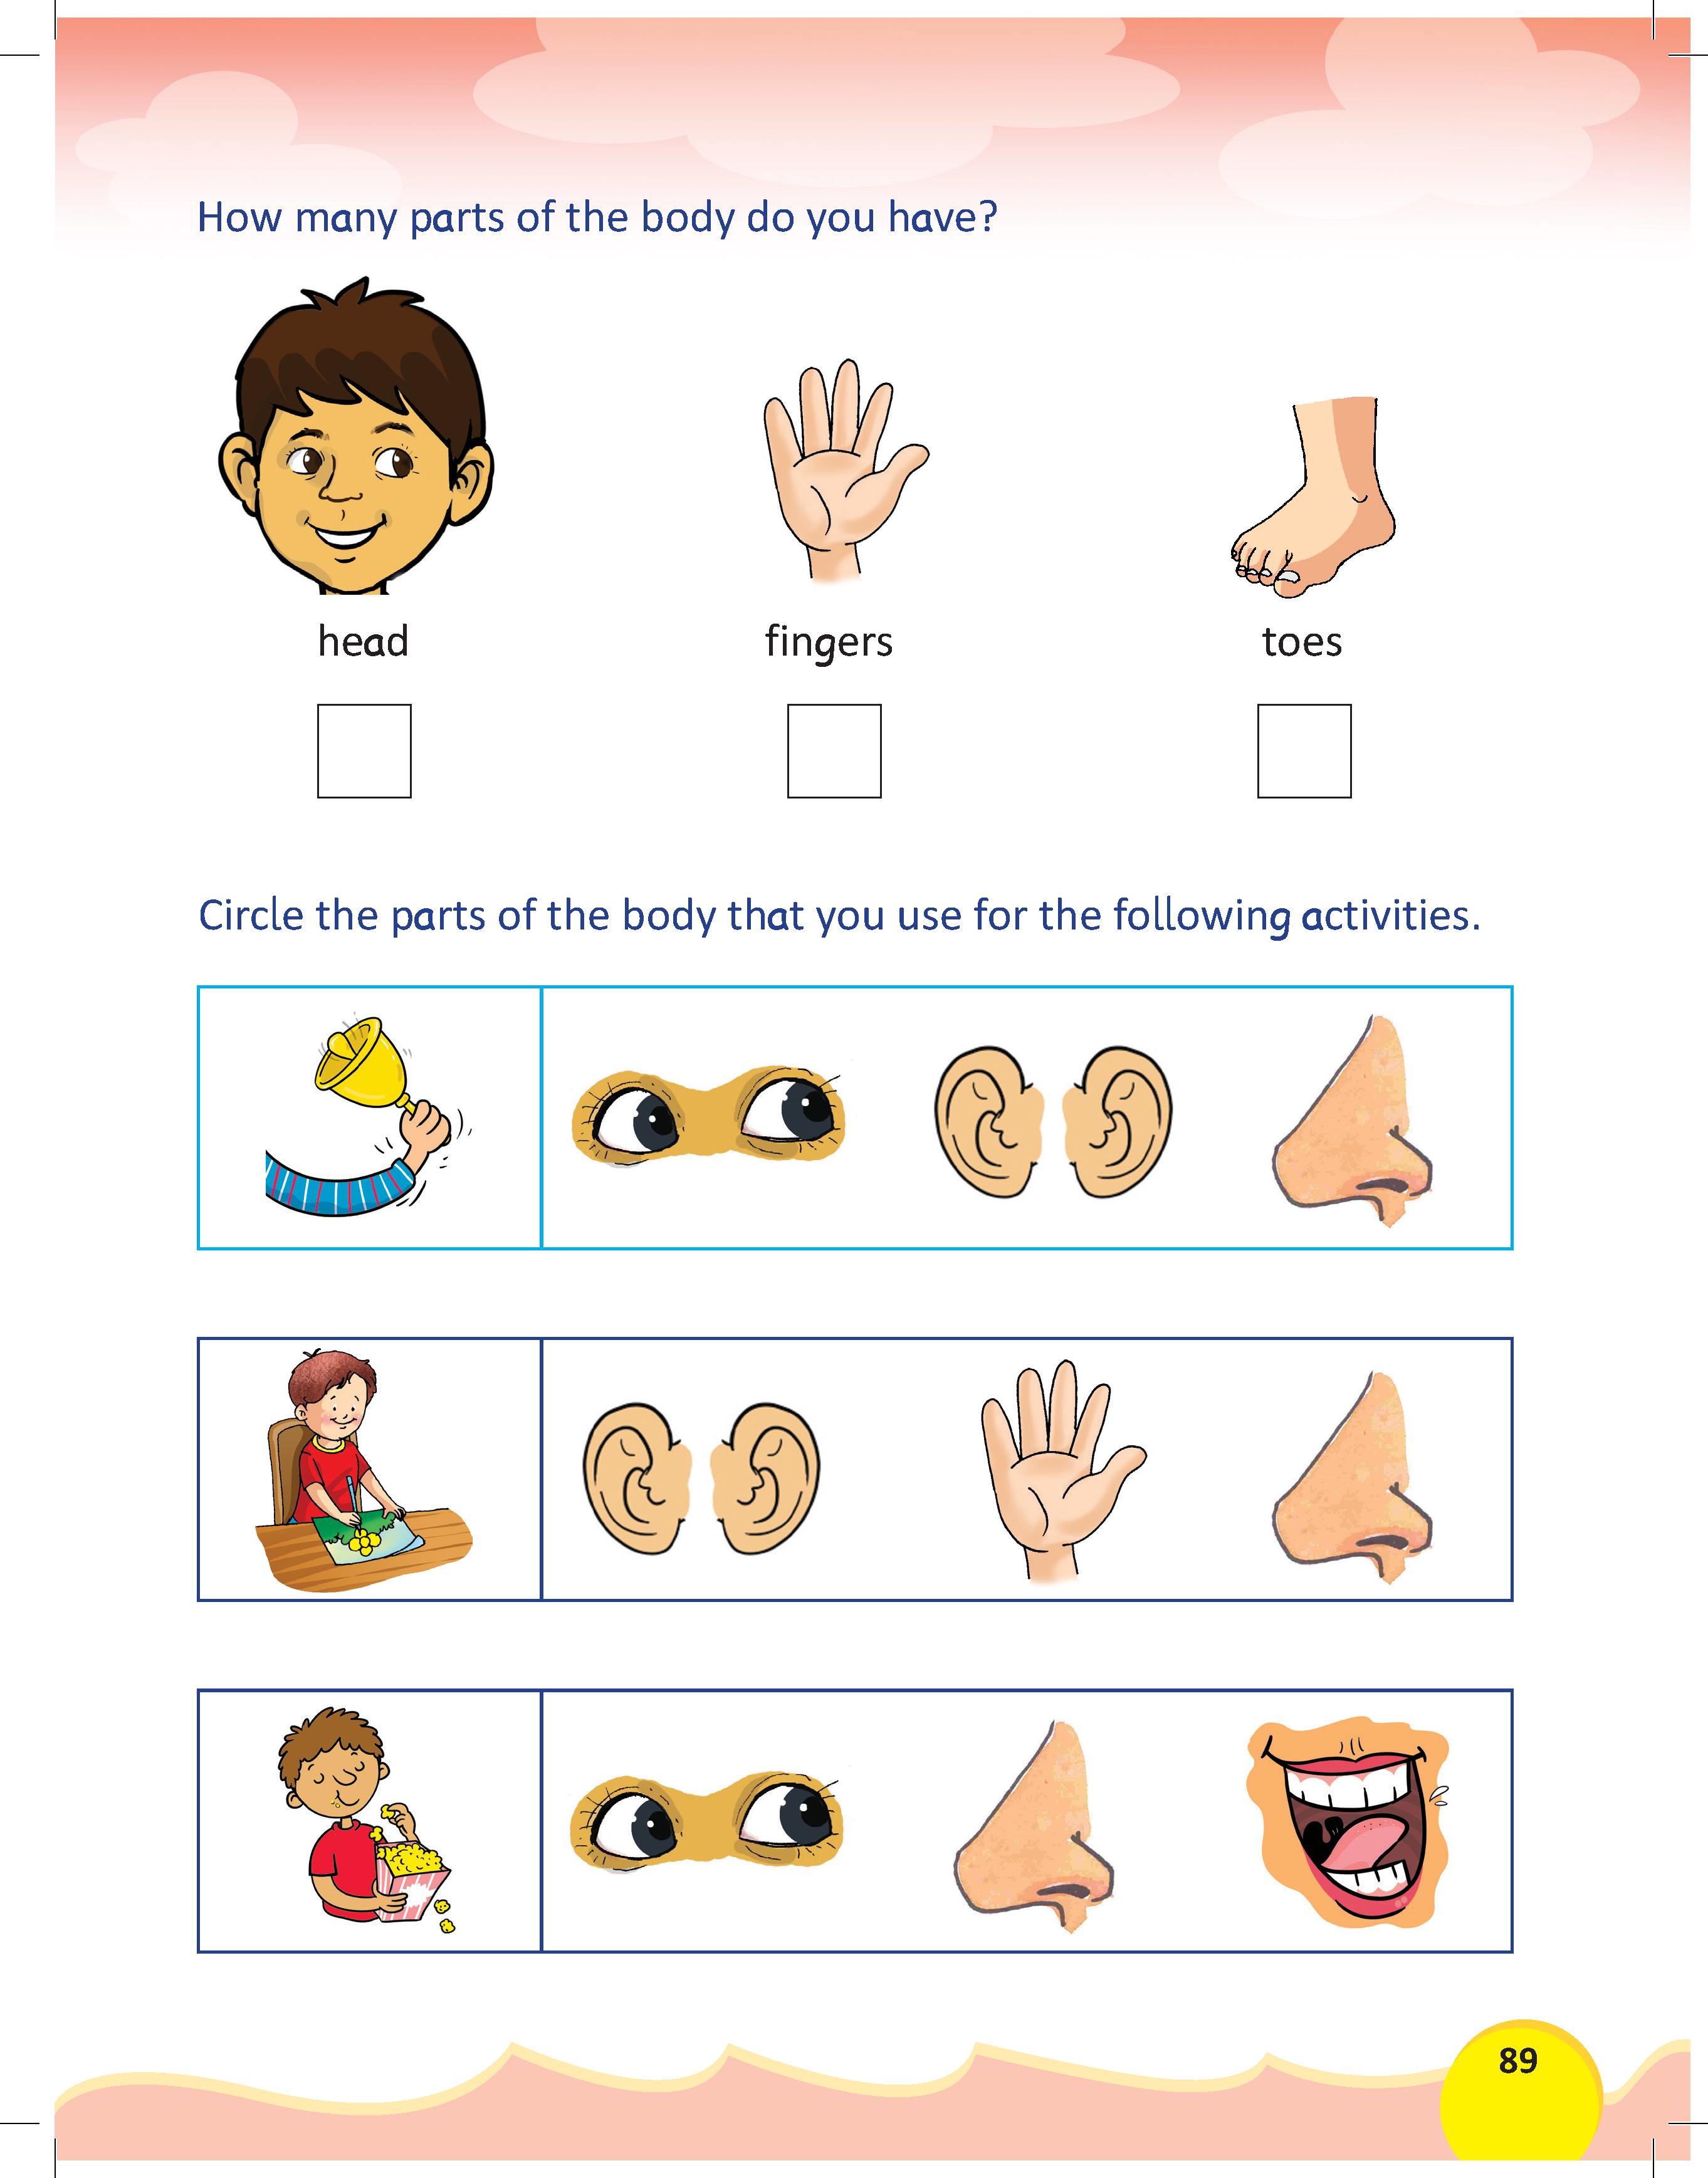 How many parts of the body do you have?
head
fingers
toes
Circle the parts of the body that you use for the following activities.
89